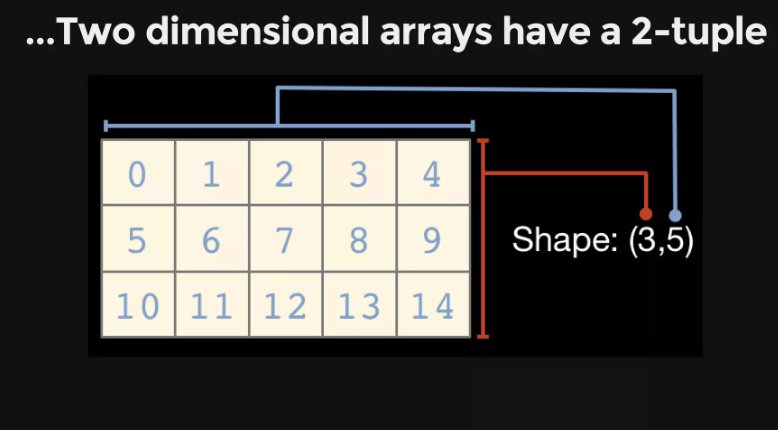 ...Two dimensional arrays have a 2-tuple
0 1 2 3 4
5 6 7 8 9
Shape: (3,5)
10 11 12 13 14